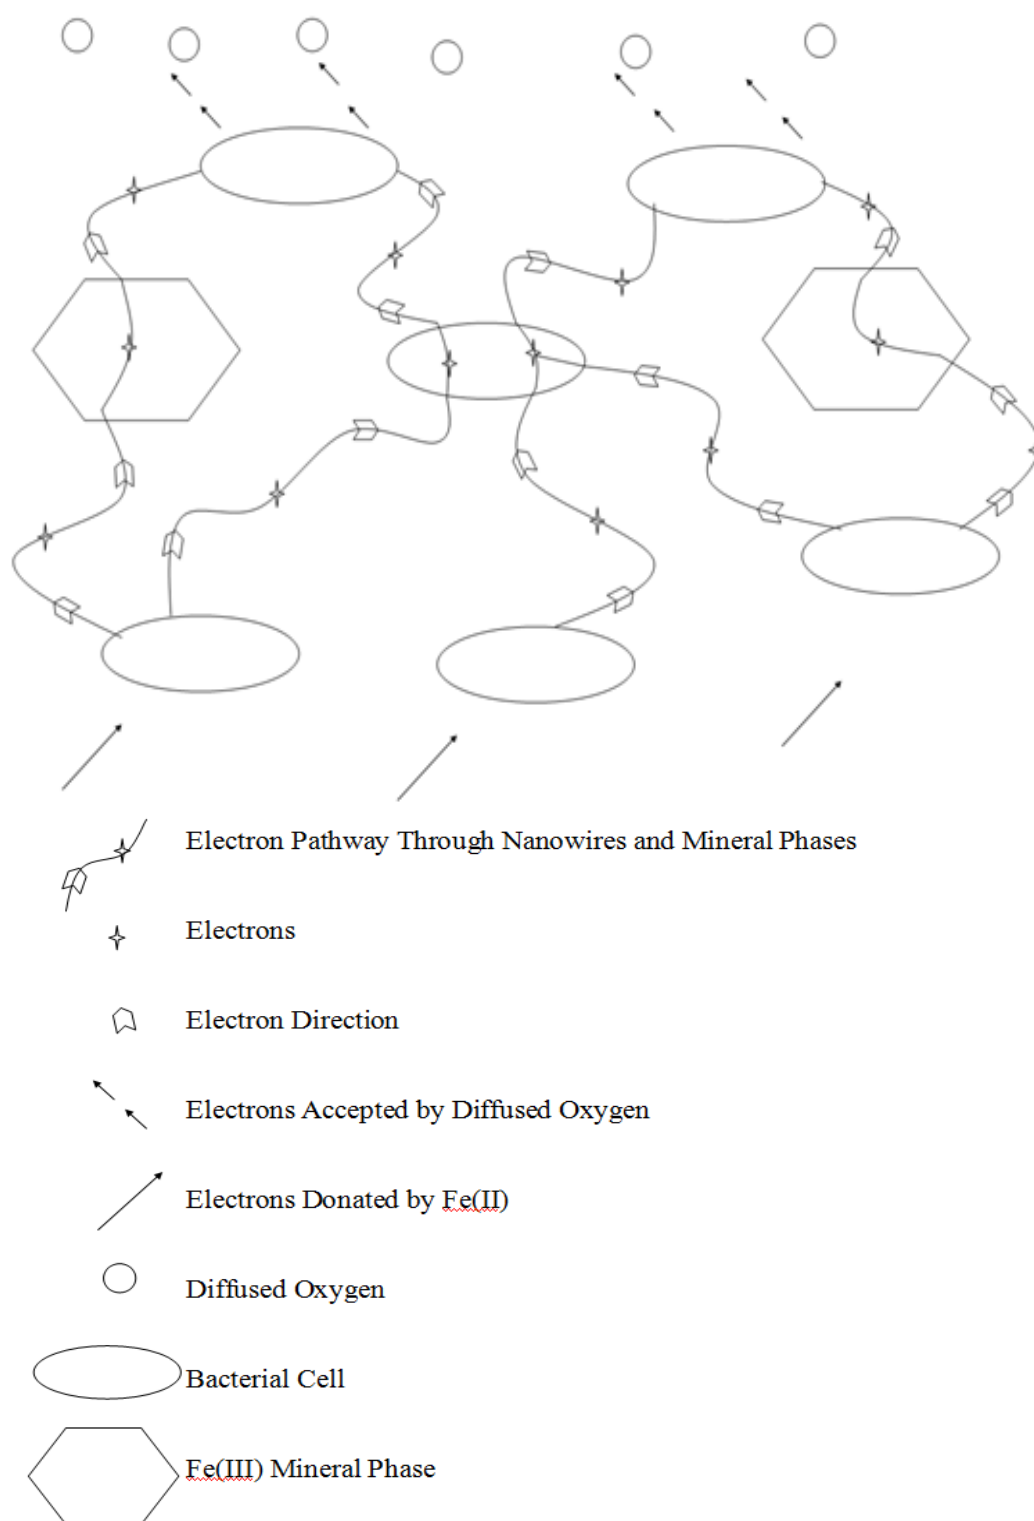 Electron Pathway Through Nanowires and Mineral Phases
Electrons
Electron Direction
Electrons Accepted by Diffused Oxygen
Electrons Donated by Fe(II)
Diffused Oxygen
Bacterial Cell
Fe(III) Mineral Phase